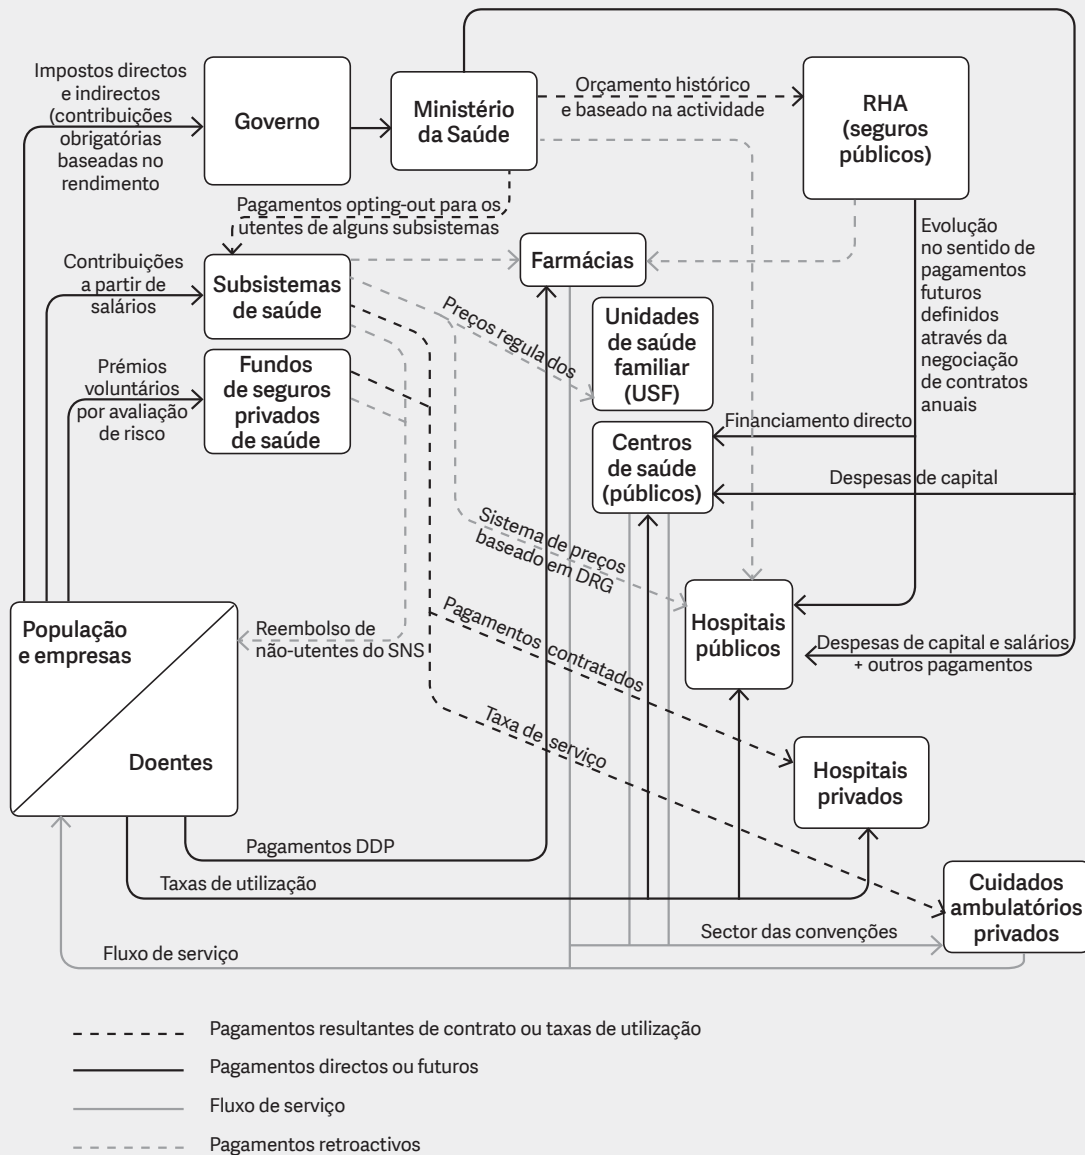 Impostos directos
e indirectos
(contribuições
obrigatórias
baseadas no
rendimento
Governo
Ministério
da Saúde
Orçamento histórico
e baseado na actividade
RHA
(seguros
públicos)
Pagamentos opting-out para os
utentes de alguns subsistemas
Evolução
no sentido de
pagamentos
futuros
definidos
através da
negociação
de contratos
anuais
Contribuições
a partir de
salários
Subsistemas
de saúde
Farmácias
Preços regulados
Unidades
de saúde
familiar
(USF)
Prémios
voluntários
por avaliação
de risco
Fundos
de seguros
privados
de saúde
Financiamento directo
Centros
de saúde
(públicos)
Despesas de capital
Sistema de preços
baseado em DRG
População
e empresas
Doentes
Reembolso de
não-utentes do SNS
Pagamentos contratados
Hospitais
públicos
Despesas de capital e salários
+ outros pagamentos
Taxa de serviço
Hospitais
privados
Pagamentos DDP
Taxas de utilização
Cuidados
ambulatórios
privados
Sector das convenções
Fluxo de serviço
Pagamentos resultantes de contrato ou taxas de utilização
Pagamentos directos ou futuros
Fluxo de serviço
Pagamentos retroactivos